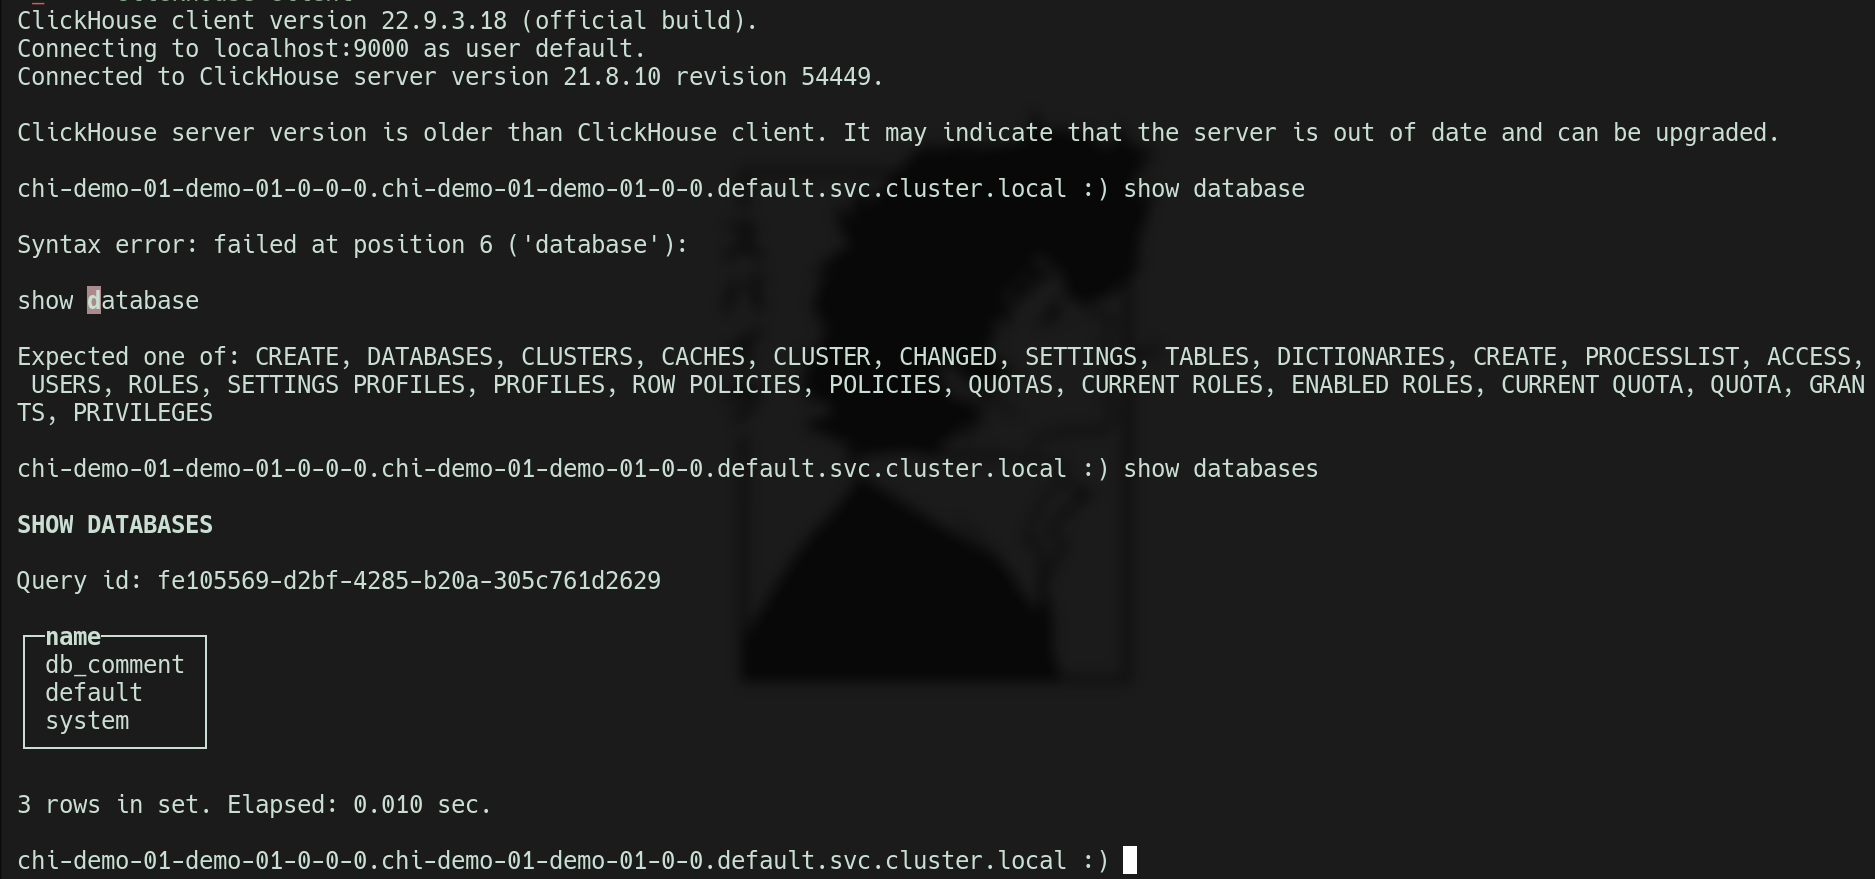 ClickHouse client version 22.9.3.18 (official build).
Connecting to localhost:9000 as user default.
Connected to ClickHouse server version 21.8.10 revision 54449.
ClickHouse server version is older than ClickHouse client. It may indicate that the server is out of date and can be upgraded.
chi-demo-01-demo-01-0-0-0.chi-demo-01-demo-01-0-0.default.svc.cluster.local :) show database
Syntax error: failed at position 6 ('database'):
show database
Expected one of: CREATE, DATABASES, CLUSTERS, CACHES, CLUSTER, CHANGED, SETTINGS, TABLES, DICTIONARIES, CREATE, PROCESSLIST, ACCESS,
USERS, ROLES, SETTINGS PROFILES, PROFILES, ROW POLICIES, POLICIES, QUOTAS, CURRENT ROLES, ENABLED ROLES, CURRENT QUOTA, QUOTA, GRAN
TS, PRIVILEGES
chi-demo-01-demo-01-0-0-0.chi-demo-01-demo-01-0-0.default.svc.cluster.local :) show databases
SHOW DATABASES
Query id: fe105569-d2bf-4285-b20a-305c761d2629
name
db_comment
default
system
3 rows in set. Elapsed: 0.010 sec.
chi-demo-01-demo-01-0-0-0.chi-demo-01-demo-01-0-0.default.svc.cluster.local :)